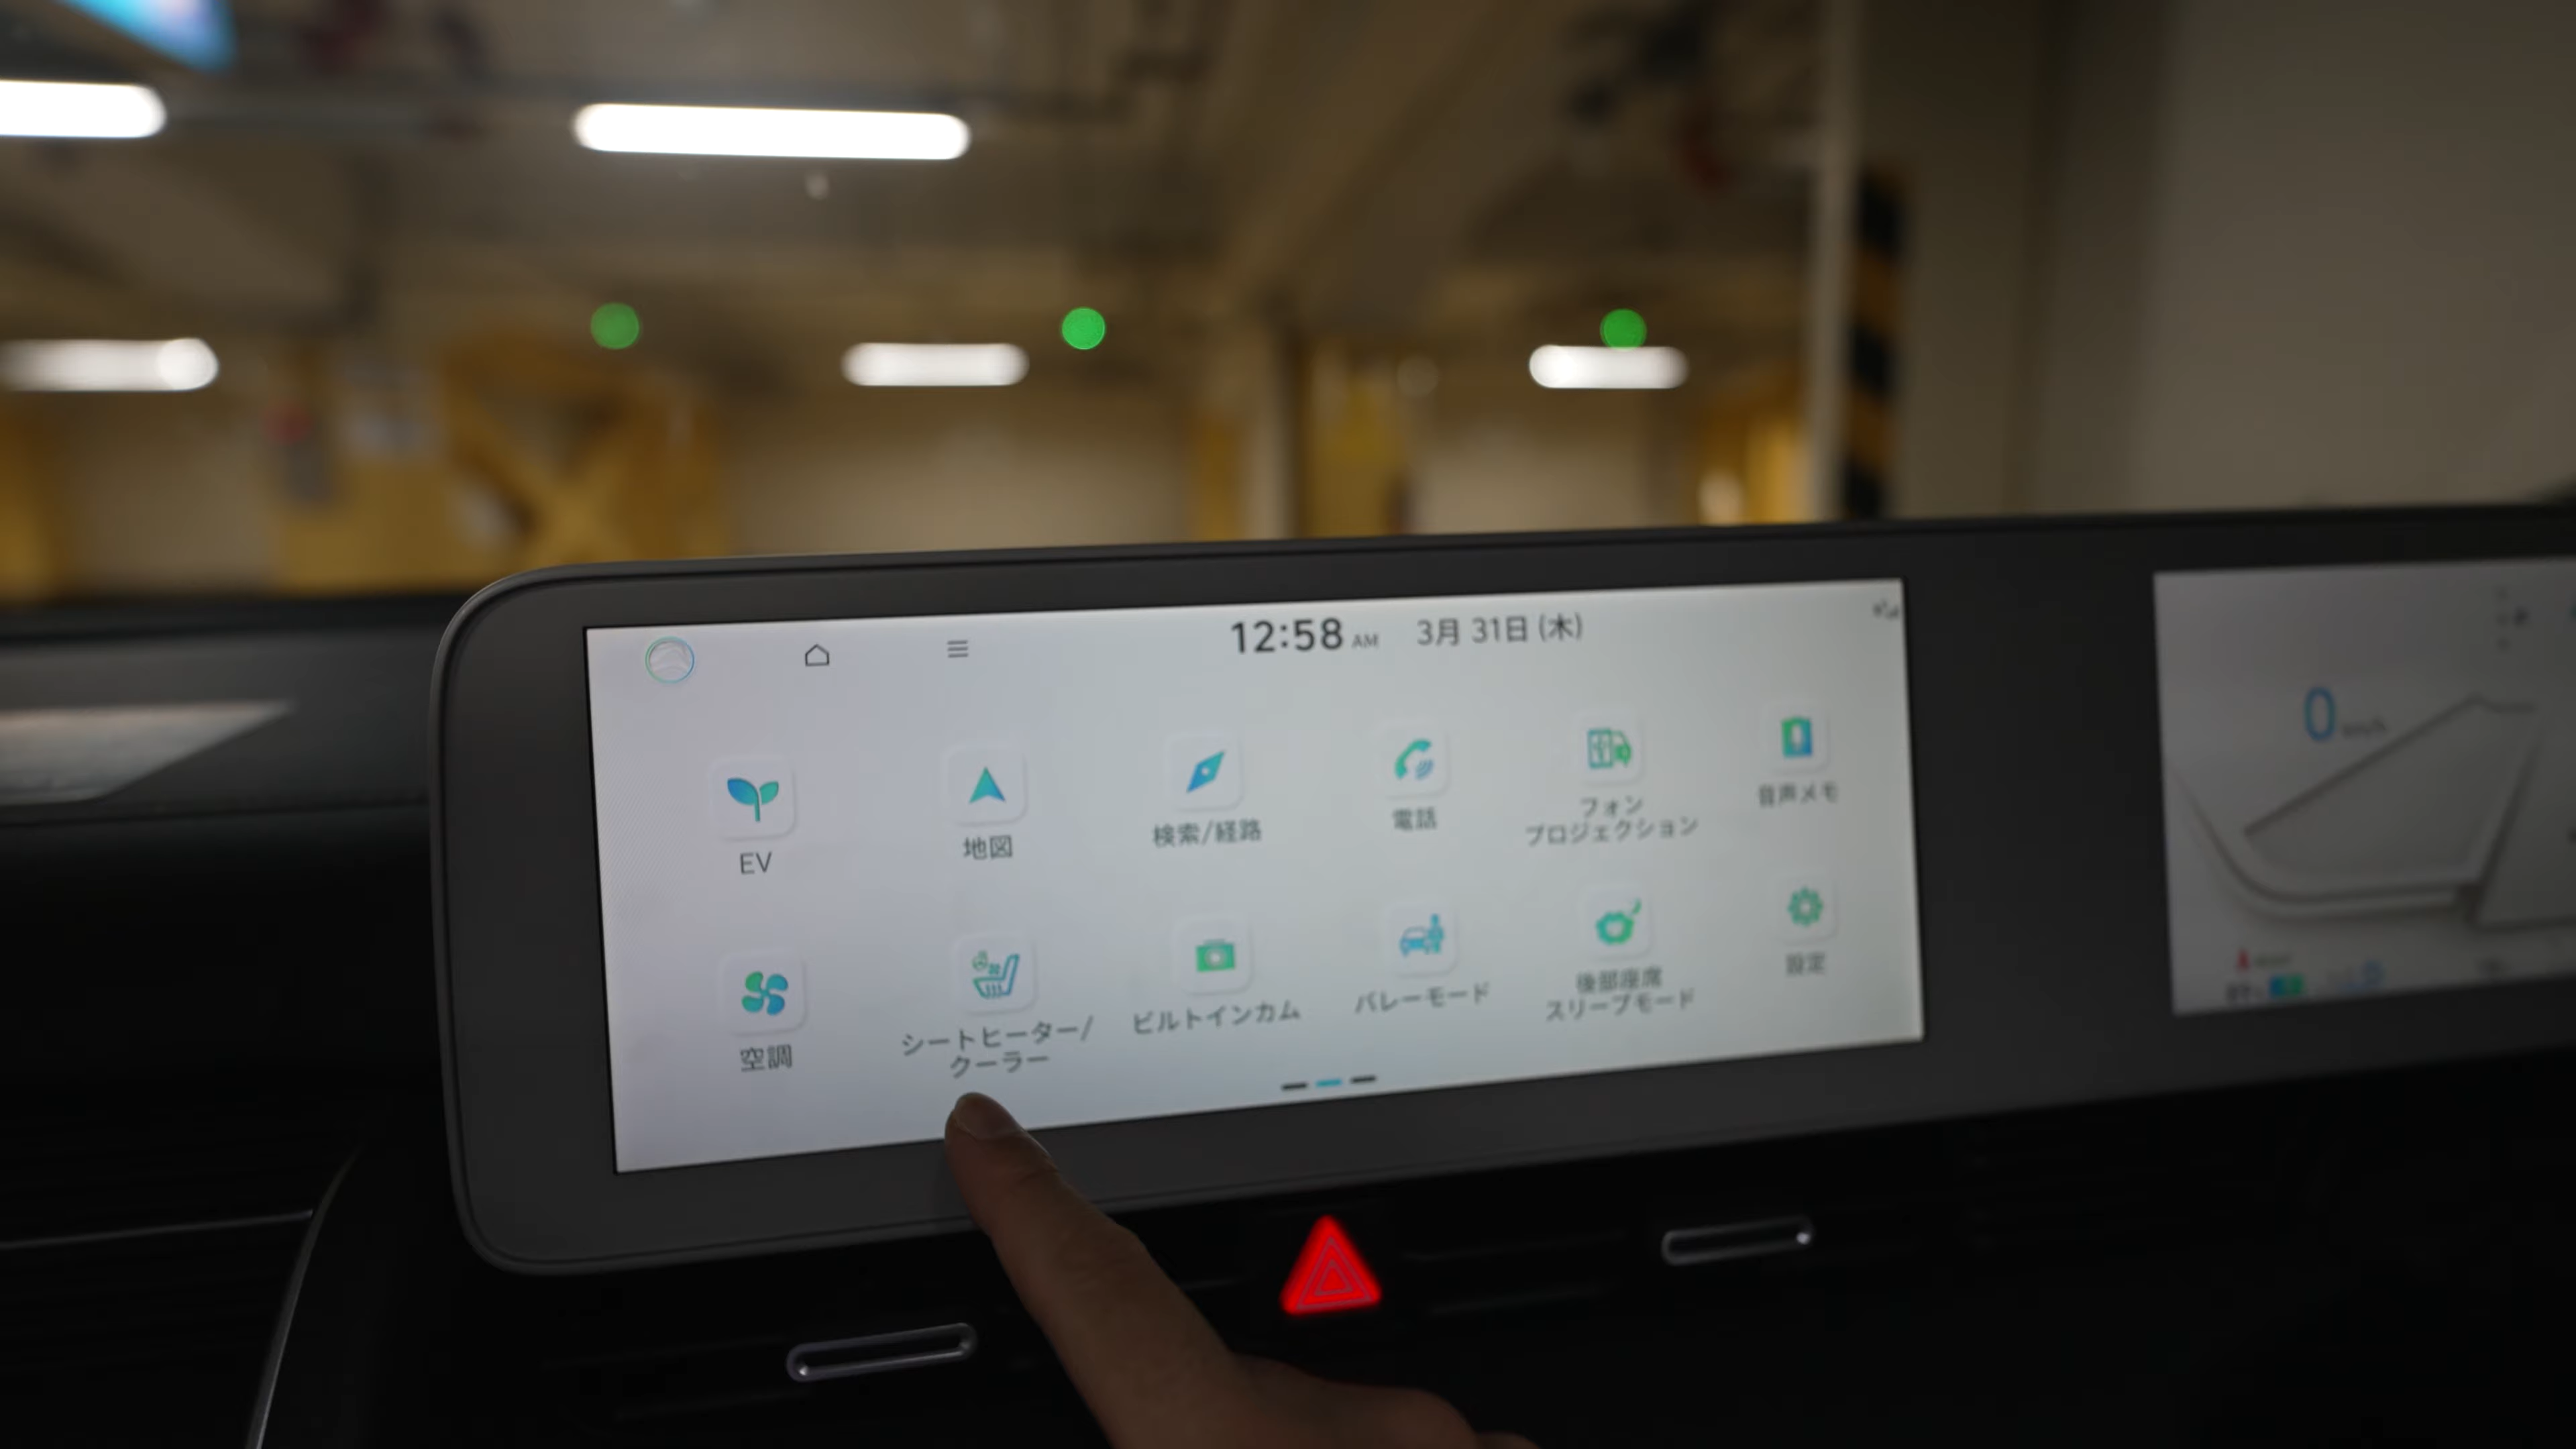 12:58 AM 3月 31日 (木)
EV
地図
検索/経路
電話
フォン
プロジェクション
音声メモ
空調
シートヒーター/
クーラー
ビルトインカム
バレーモード
後部座席
スリープモード
設定
0 km/h